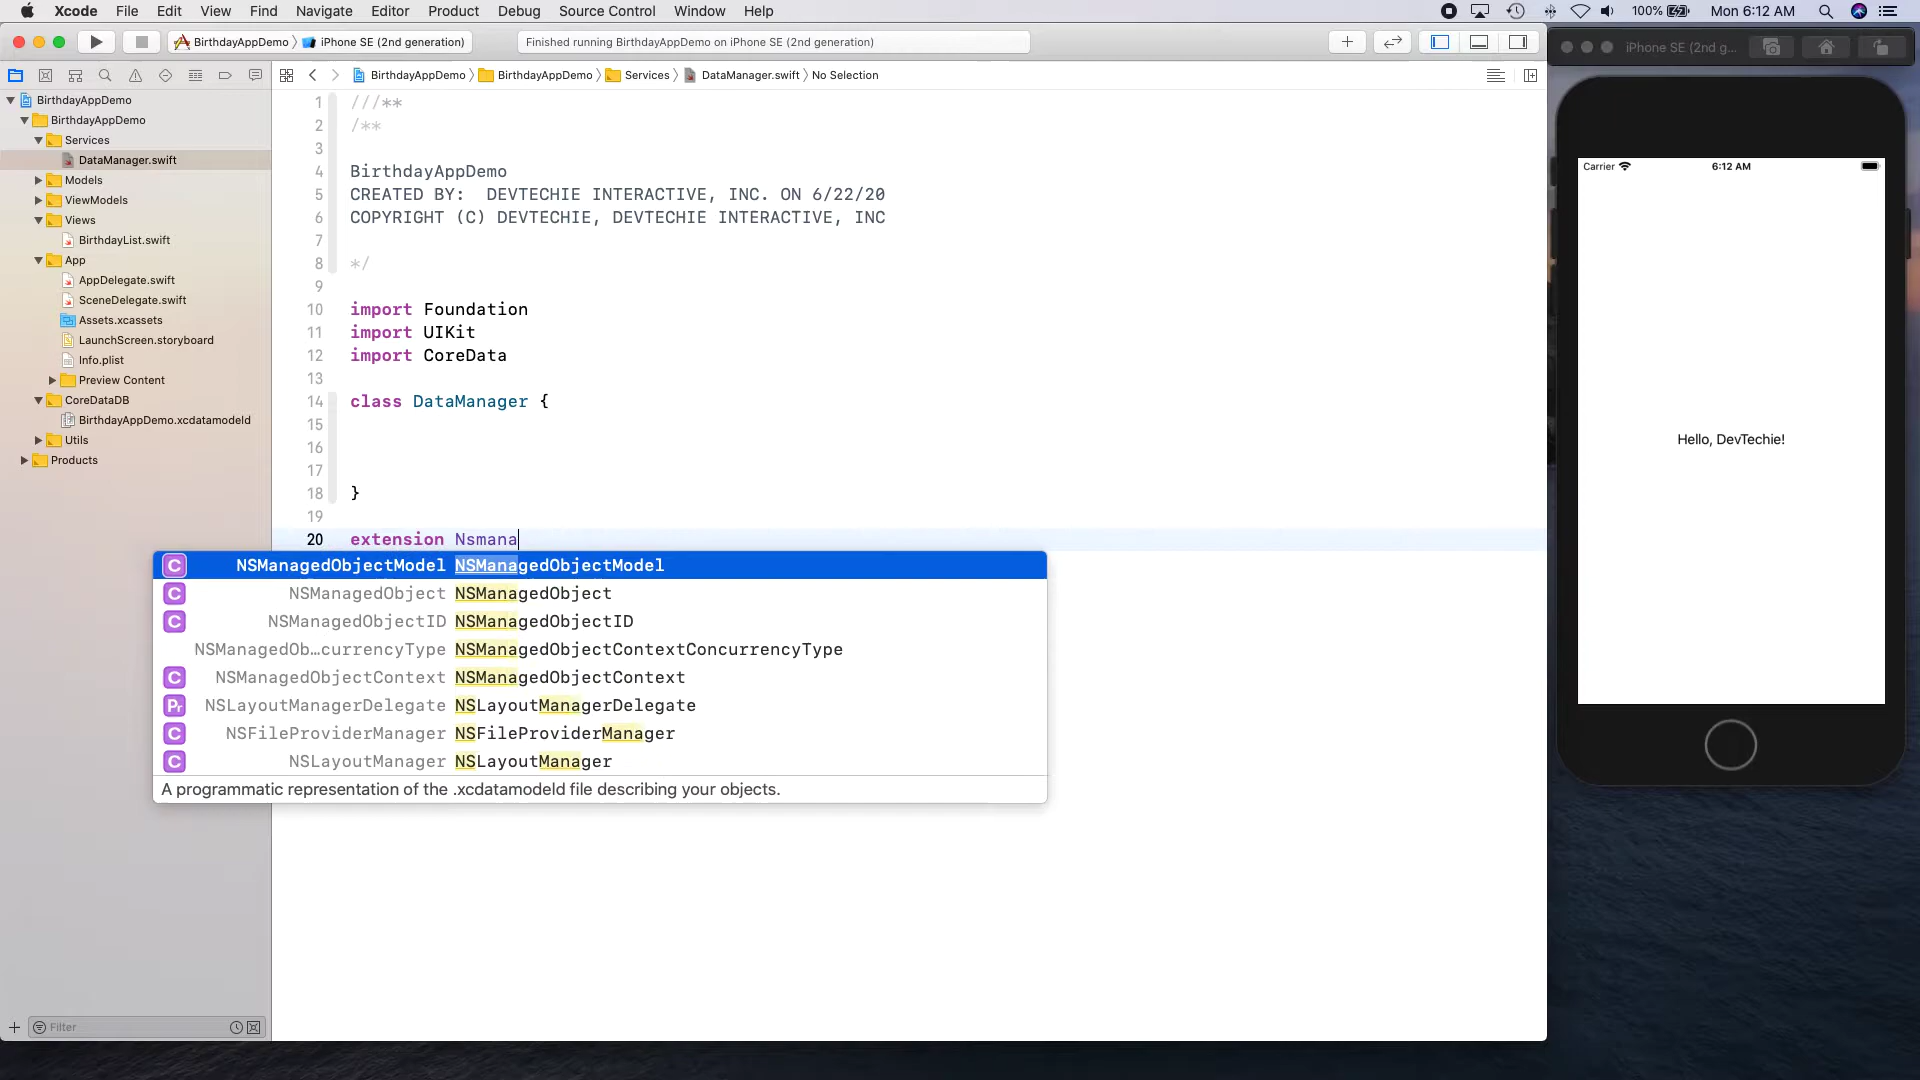 Xcode File Edit View Find Navigate Editor Product Debug Source Control Window Help 100% Mon 6:12 AM
BirthdayAppDemo iPhone SE (2nd generation) Finished running BirthdayAppDemo on iPhone SE (2nd generation)
BirthdayAppDemo BirthdayAppDemo Services DataManager.swift No Selection
BirthdayAppDemo
BirthdayAppDemo
Services
DataManager.swift
Models
ViewModels
Views
BirthdayList.swift
App
AppDelegate.swift
SceneDelegate.swift
Assets.xcassets
LaunchScreen.storyboard
Info.plist
Preview Content
CoreDataDB
BirthdayAppDemo.xcdatamodeld
Utils
Products
Filter
1 ///**
2 /**
3
4 BirthdayAppDemo
5 CREATED BY: DEVTECHIE INTERACTIVE, INC. ON 6/22/20
6 COPYRIGHT (C) DEVTECHIE, DEVTECHIE INTERACTIVE, INC
7
8 */
9
10 import Foundation
11 import UIKit
12 import CoreData
13
14 class DataManager {
15
16
17
18 }
19
20 extension Nsmana
C NSManagedObjectModel NSManagedObjectModel
C NSManagedObject NSManagedObject
C NSManagedObjectID NSManagedObjectID
NSManagedOb…currencyType NSManagedObjectContextConcurrencyType
C NSManagedObjectContext NSManagedObjectContext
Pr NSLayoutManagerDelegate NSLayoutManagerDelegate
C NSFileProviderManager NSFileProviderManager
C NSLayoutManager NSLayoutManager
A programmatic representation of the .xcdatamodeld file describing your objects.
iPhone SE (2nd g...
Carrier 6:12 AM
Hello, DevTechie!